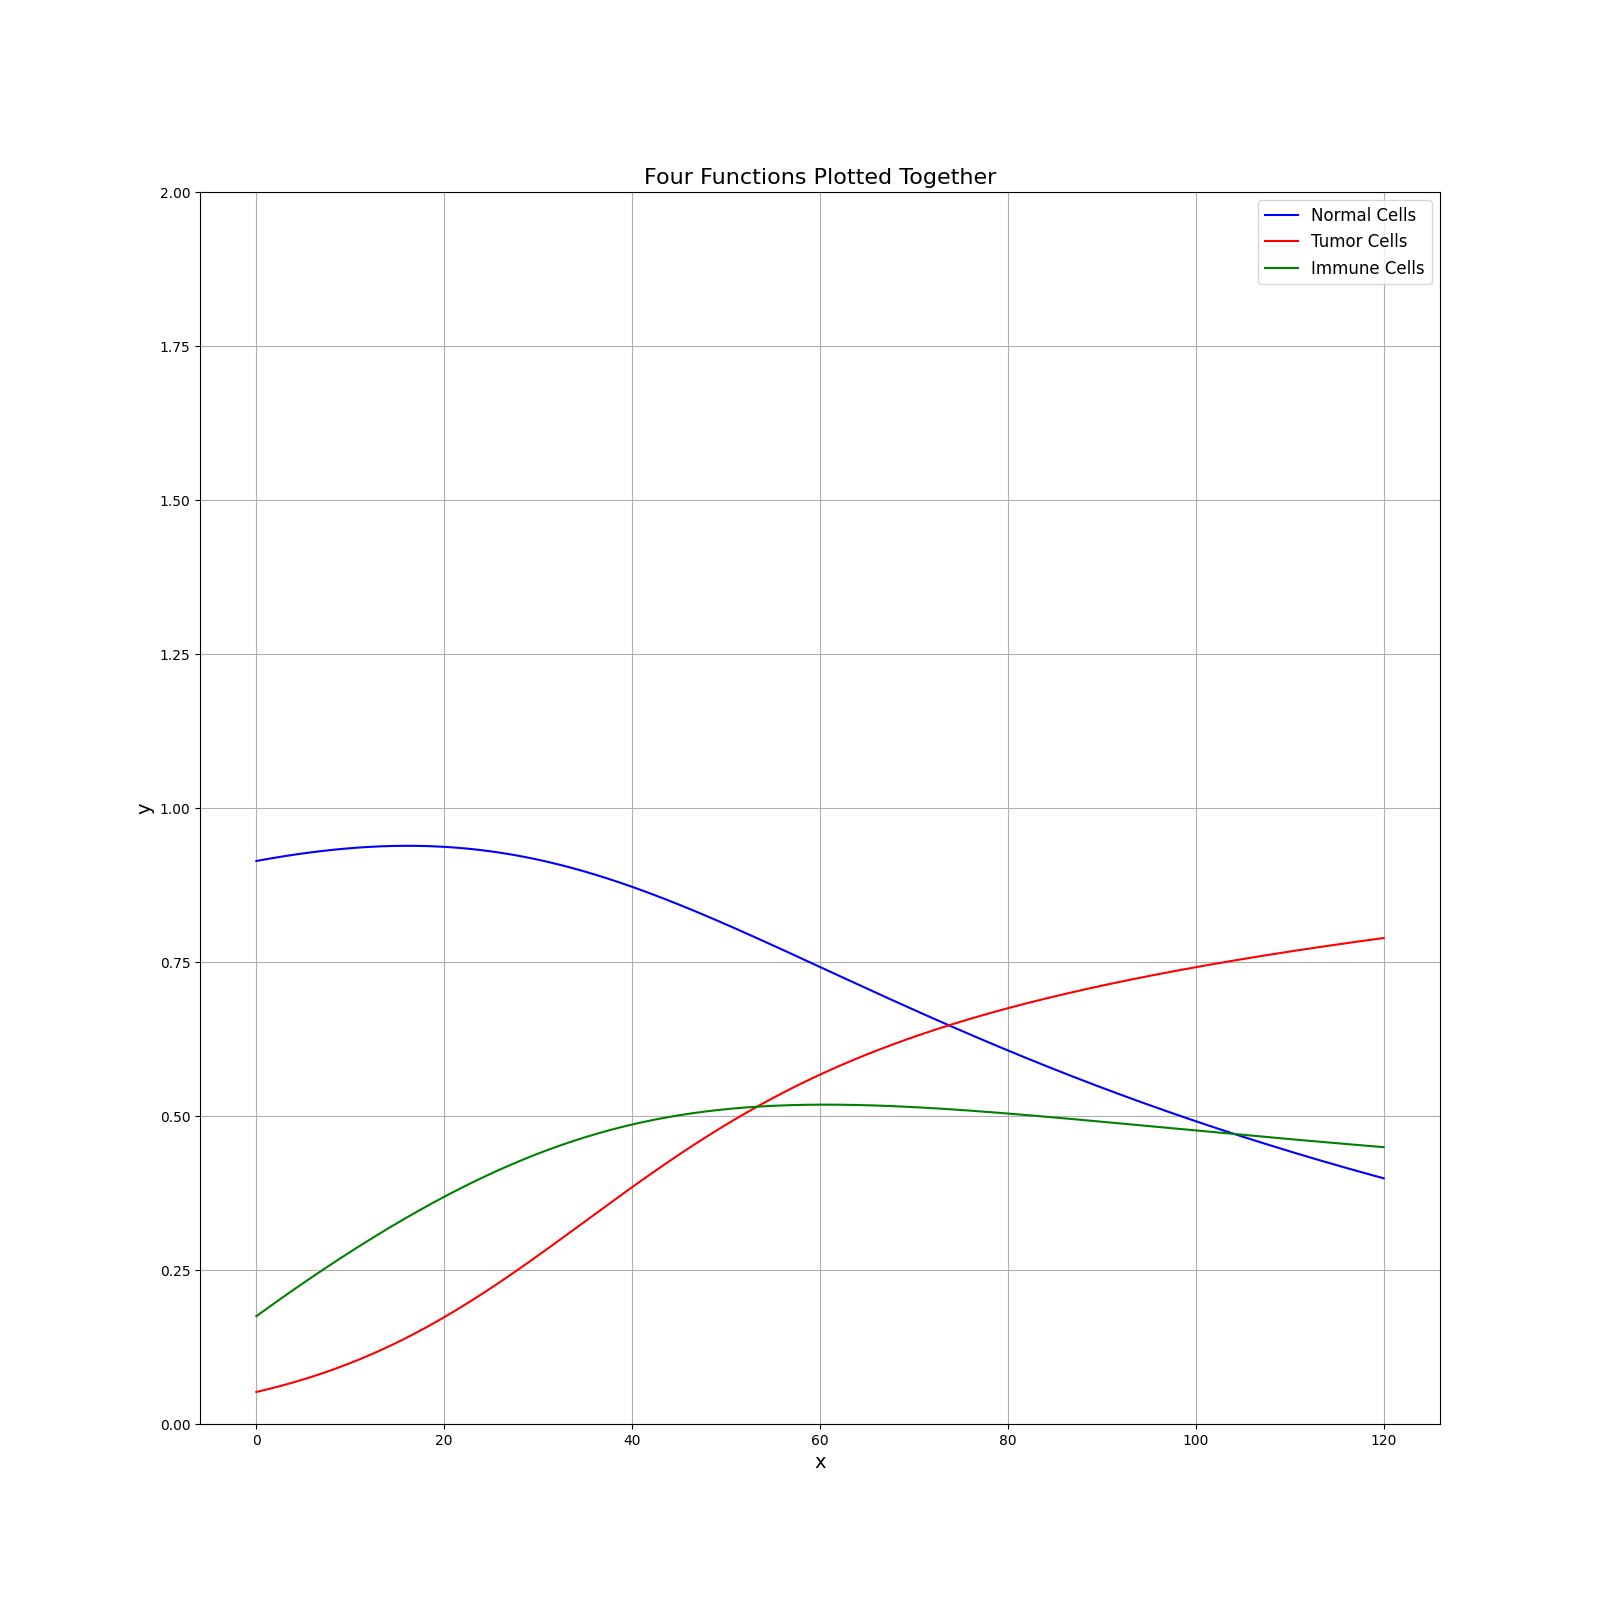 Four Functions Plotted Together
Normal Cells
Tumor Cells
Immune Cells
2.00
1.75
1.50
1.25
1.00
0.75
0.50
0.25
0.00
y
0 20 40 60 80 100 120
x